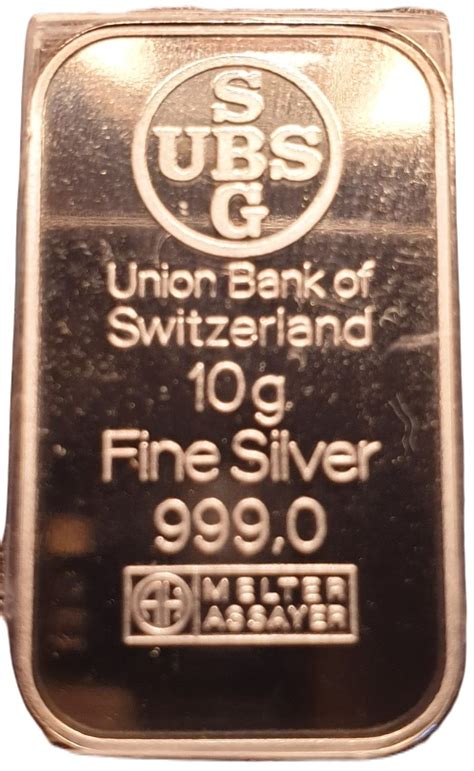 S
UBS
G
Union Bank of
Switzerland
10g
Fine Silver
999,0
MELTER
ASSAYER